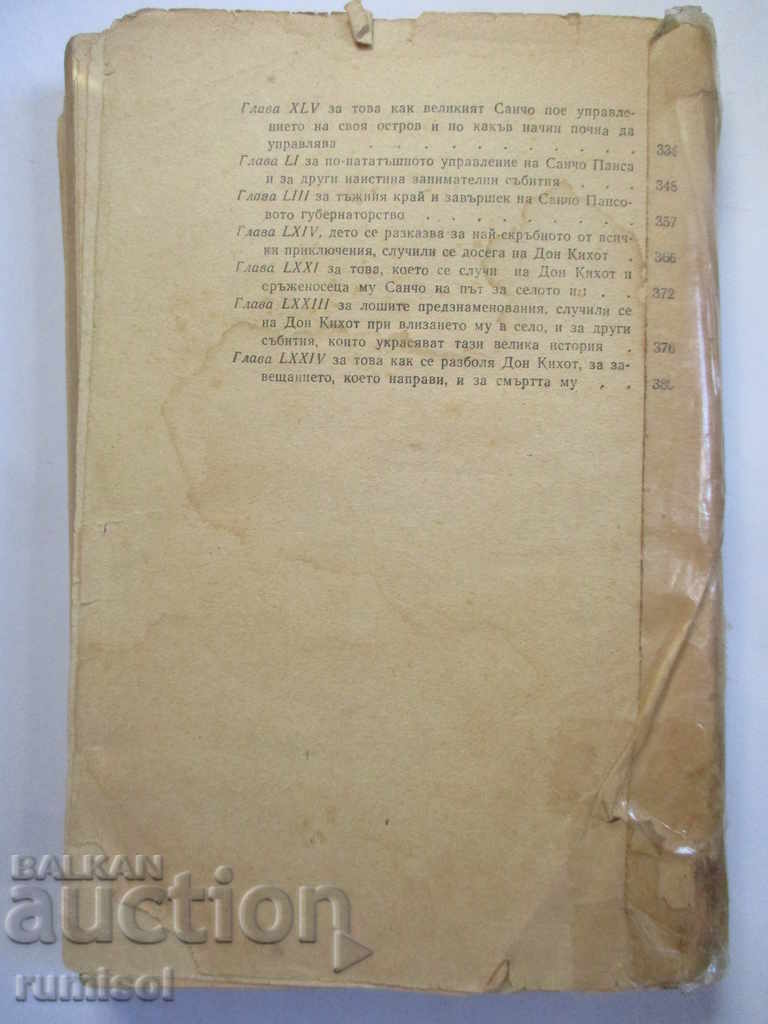 Глава XLV за това как великият Санчо пое управле-
нието на своя остров и по какъв начин почна да
управлява . . . . . . . . . . 334
Глава LI за по-нататъшното управление на Санчо Панса
и за други наистина занимателни събития . . . 348
Глава LIII за тъжния край и завършек на Санчо Пансо-
вото губернаторство . . . . . . . . 357
Глава LXIV, дето се разказва за най-скръбното от всич-
ки приключения, случили се досега на Дон Кихот . 366
Глава LXXI за това, което се случи на Дон Кихот и
оръженосеца му Санчо на път за селото им . . 372
Глава LXXIII за лошите предзнаменования, случили се
на Дон Кихот при влизането му в село, и за други
събития, които украсяват тази велика история . 376
Глава LXXIV за това как се разболя Дон Кихот, за за-
вещанието, което направи, и за смъртта му . .
BALKAN
auction
rumisol